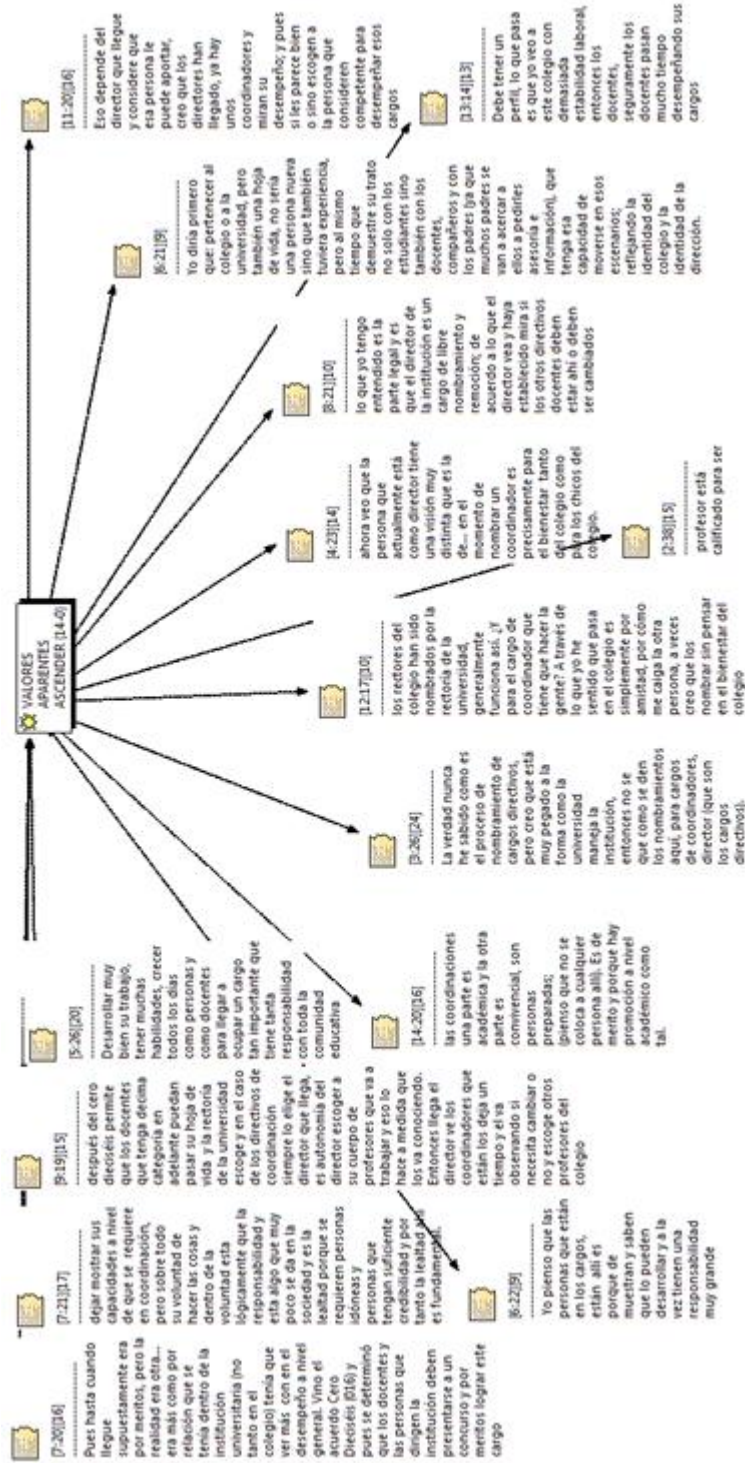 VALORES
APARENTES
ASCENDER {14-0}
[7:20][16]
Pues hasta cuando
llegue
supuestamente era
por meritos, pero la
realidad era otra...
era más como por
relación que se
tenía dentro de la
institución
universitaria (no
tanto en el
colegio) tenía que
ver más con en el
desempeño a nivel
general. Vino el
acuerdo Cero
Dieciséis (016) y
pues se determinó
que los docentes y
las personas que
dirigen la
institución deben
presentarse a un
concurso y por
meritos lograr este
cargo
[7:21][17]
dejar mostrar sus
capacidades a nivel
de que se requiere
en coordinación,
pero sobre todo
su voluntad de
hacer las cosas y
dentro de la
voluntad esta
lógicamente que la
responsabilidad y
esta algo que muy
poco se da en la
sociedad y es la
lealtad porque se
requieren personas
idóneas y
personas que
tengan suficiente
credibilidad y por
tanto la lealtad ahí
es fundamental.
[9:19][15]
después del cero
dieciséis permite
que los docentes
que tenga decima
categoría en
adelante puedan
pasar su hoja de
vida y la rectoría
de la universidad
escoge y en el caso
de los directivos de
coordinación
siempre lo elige el
director que llega,
es autonomía del
director escoger a
su cuerpo de
profesores que va a
trabajar y eso lo
hace a medida que
los va conociendo.
Entonces llega el
director ve los
coordinadores que
están los deja un
tiempo y el va
observando si
necesita cambiar o
no y escoge otros
profesores del
colegio
[5:26][20]
Desarrollar muy
bien su trabajo,
tener muchas
habilidades, crecer
todos los días
como personas y
como docentes
para llegar a
ocupar un cargo
tan importante que
tiene tanta
responsabilidad
con toda la
comunidad
educativa
[6:22][9]
Yo pienso que las
personas que están
en los cargos,
están allí es
porque de
muestran y saben
que lo pueden
desarrollar y a la
vez tienen una
responsabilidad
muy grande
[14:20][16]
las coordinaciones
una parte es
académica y la otra
parte es
convivencial, son
personas
preparadas;
(pienso que no se
coloca a cualquier
persona allí). Es de
merito y porque hay
promoción a nivel
académico como
tal.
[3:26][24]
La verdad nunca
he sabido como es
el proceso de
nombramiento de
cargos directivos,
pero creo que está
muy pegado a la
forma como la
universidad
maneja la
institución,
entonces no se
que como se den
los nombramientos
aquí, para cargos
de coordinadores,
director (que son
los cargos
directivos).
[12:17][10]
los rectores del
colegio han sido
nombrados por la
rectoría de la
universidad,
generalmente
funciona así. ¿Y
para el cargo de
coordinador que
tiene que hacer la
gente? A través de
lo que yo he
sentido que pasa
en el colegio es
simplemente por
amistad, por cómo
me caiga la otra
persona, a veces
creo que los
nombrar sin pensar
en el bienestar del
colegio
[4:23][14]
ahora veo que la
persona que
actualmente está
como director tiene
una visión muy
distinta que es la
de... en el
momento de
nombrar un
coordinador es
precisamente para
el bienestar tanto
del colegio como
para los chicos del
colegio.
[2:38][15]
profesor está
calificado para ser
[8:21][10]
lo que yo tengo
entendido es la
parte legal y es
que el director de
la institución es un
cargo de libre
nombramiento y
remoción; de
acuerdo a lo que el
director vea y haya
establecido mira si
los otros directivos
docentes deben
estar ahí o deben
ser cambiados
[6:21][9]
Yo diría primero
que: pertenecer al
colegio o a la
universidad, pero
también una hoja
de vida, no sería
una persona nueva
sino que también
tuviera experiencia,
pero al mismo
tiempo que
demuestre su trato
no solo con los
estudiantes sino
también con los
docentes,
compañeros y con
los padres (ya que
muchos padres se
van a acercar a
ellos a pedirles
asesoría e
información), que
tenga esa
capacidad de
moverse en esos
escenarios;
reflejando la
identidad del
colegio y la
identidad de la
dirección.
[11:20][16]
Eso depende del
director que llegue
y considere que
esa persona le
puede aportar,
creo que los
directores han
llegado, ya hay
unos
coordinadores y
miran su
desempeño; y pues
si les parece bien
o sino escogen a
la persona que
consideren
competente para
desempeñar esos
cargos
[13:14][13]
Debe tener un
perfil, lo que pasa
es que yo veo a
este colegio con
demasiada
estabilidad laboral,
entonces los
docentes,
seguramente los
docentes pasan
mucho tiempo
desempeñando sus
cargos